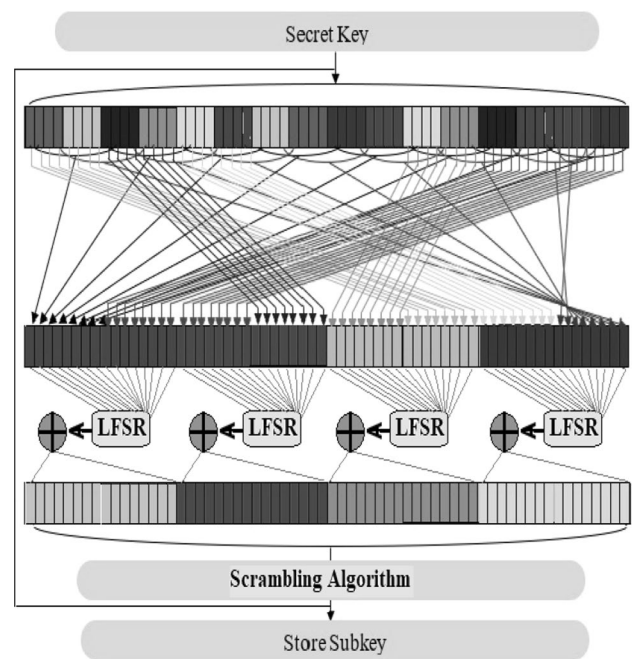 Secret Key
LFSR LFSR LFSR LFSR
Scrambling Algorithm
Store Subkey